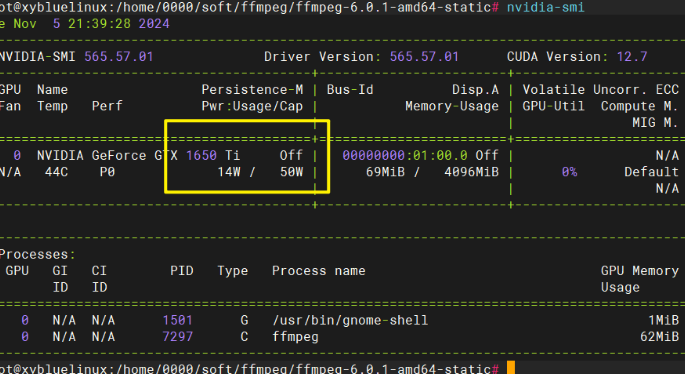 ot@xybluelinux:/home/0000/soft/ffmpeg/ffmpeg-6.0.1-amd64-static# nvidia-smi
e Nov  5 21:39:28 2024
NVIDIA-SMI 565.57.01 Driver Version: 565.57.01 CUDA Version: 12.7
GPU Name Persistence-M | Bus-Id Disp.A | Volatile Uncorr. ECC
Fan Temp Perf Pwr:Usage/Cap | Memory-Usage | GPU-Util Compute M.
| | MIG M.
0 NVIDIA GeForce GTX 1650 Ti Off | 00000000:01:00.0 Off | N/A
N/A 44C P0 14W / 50W | 69MiB / 4096MiB | 0% Default
| | N/A
Processes:
GPU GI CI PID Type Process name GPU Memory
ID ID Usage
0 N/A N/A 1501 G /usr/bin/gnome-shell 1MiB
0 N/A N/A 7297 C ffmpeg 62MiB
ot@xybluelinux:/home/0000/soft/ffmpeg/ffmpeg-6.0.1-amd64-static#